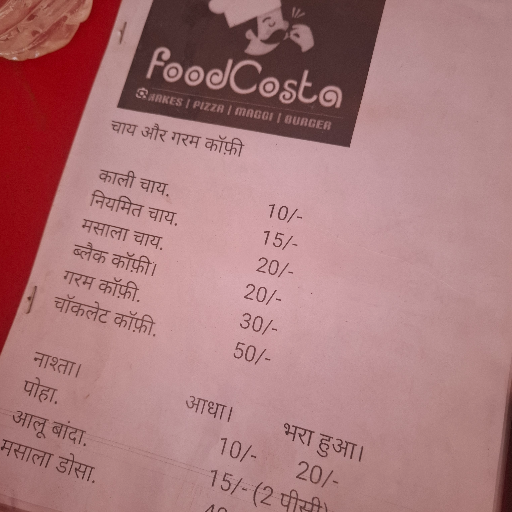 foodCosta
SHAKES | PIZZA | MAGGI | BURGER
चाय और गरम कॉफ़ी
काली चाय. 10/-
नियमित चाय. 15/-
मसाला चाय. 20/-
ब्लैक कॉफ़ी। 20/-
गरम कॉफ़ी. 30/-
चॉकलेट कॉफ़ी. 50/-
नाश्ता। आधा। भरा हुआ।
पोहा. 10/- 20/-
आलू बांदा. 15/- (2 पीसी)
मसाला डोसा.